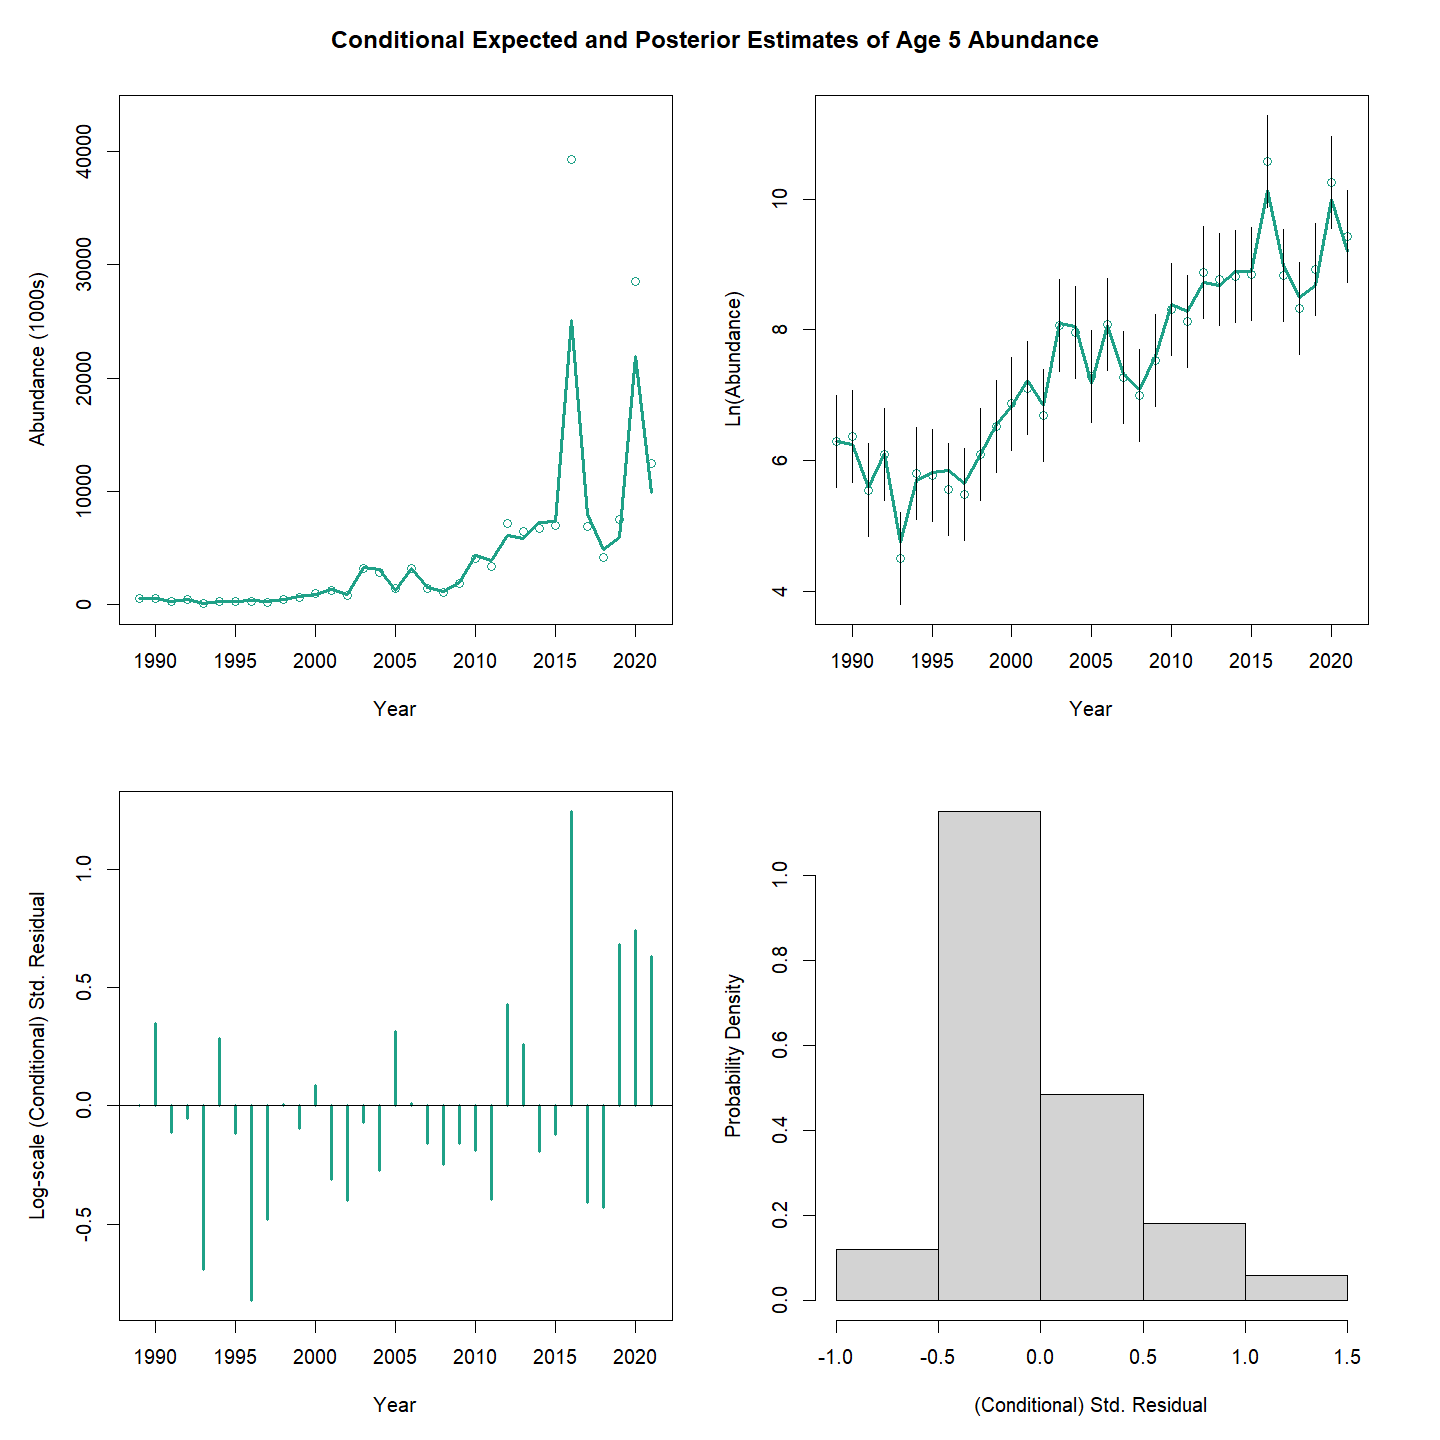 Conditional Expected and Posterior Estimates of Age 5 Abundance
Abundance (1000s)
40000
30000
20000
10000
0
1990 1995 2000 2005 2010 2015 2020
Year
Ln(Abundance)
10
8
6
4
1990 1995 2000 2005 2010 2015 2020
Year
Log-scale (Conditional) Std. Residual
1.0
0.5
0.0
-0.5
1990 1995 2000 2005 2010 2015 2020
Year
Probability Density
1.0
0.8
0.6
0.4
0.2
0.0
-1.0 -0.5 0.0 0.5 1.0 1.5
(Conditional) Std. Residual